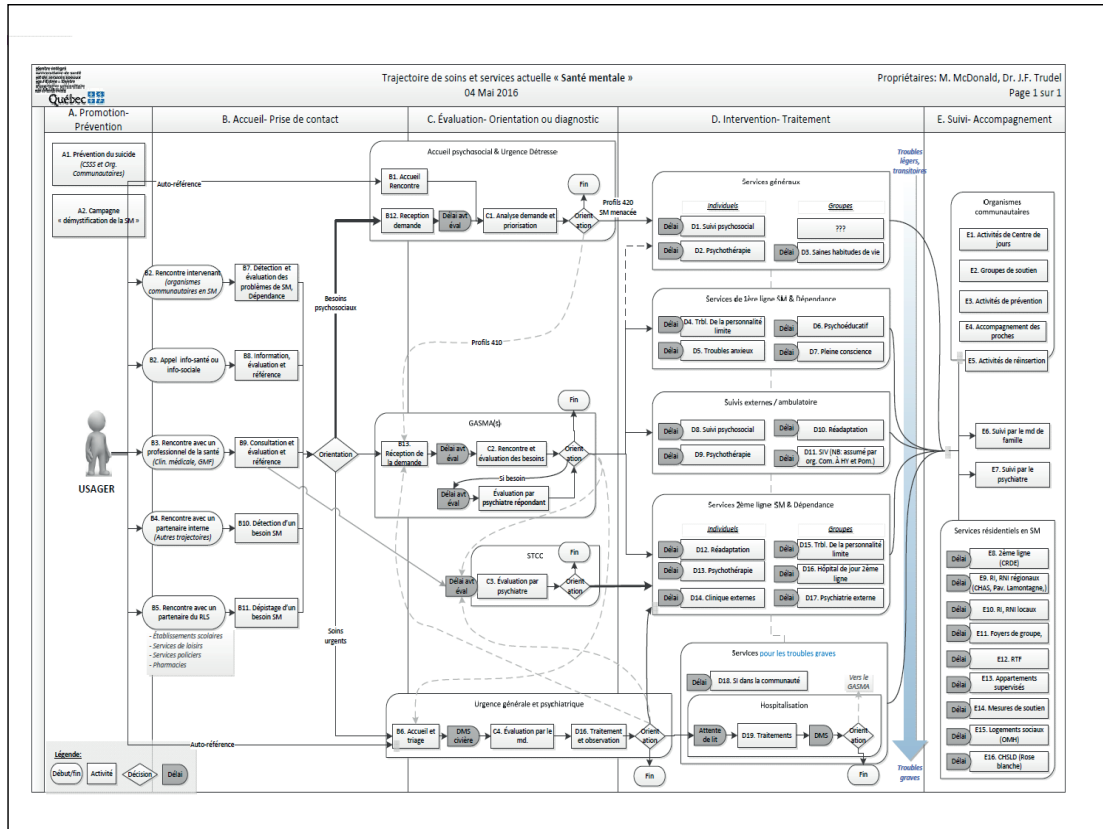 Québec
Trajectoire de soins et services actuelle « Santé mentale »
04 Mai 2016
Propriétaires: M. McDonald, Dr. J.F. Trudel
Page 1 sur 1
A. Promotion-
Prévention
B. Accueil- Prise de contact
C. Évaluation- Orientation ou diagnostic
D. Intervention- Traitement
E. Suivi- Accompagnement
A1. Prévention du suicide
(CSSS et Org.
Communautaires)
A2. Campagne
« démystification de la SM »
Auto-référence
USAGER
B2. Rencontre intervenant
(organismes
communautaires en SM)
B7. Détection et
évaluation des
problèmes de SM,
Dépendance
B2. Appel info-santé ou
info-sociale
B8. Information,
évaluation et
référence
B3. Rencontre avec un
professionnel de la santé
(Clin. médicale, GMF)
B9. Consultation et
évaluation et
référence
B4. Rencontre avec un
partenaire interne
(Autres trajectoires)
B10. Détection d'un
besoin SM
B5. Rencontre avec un
partenaire du RLS
B11. Dépistage d'un
besoin SM
- Établissements scolaires
- Services de loisirs
- Services policiers
- Pharmacies
Orientation
Besoins
psychosociaux
Soins
urgents
Auto-référence
Accueil psychosocial & Urgence Détresse
B1. Accueil
Rencontre
B12. Reception
demande
Délai avt
éval
C1. Analyse demande et
priorisation
Orient
ation
Fin
Profils 420
SM menacée
Profils 410
GASMA(s)
B13.
Réception de
la demande
Délai avt
éval
C2. Rencontre et
évaluation des besoins
Orient
ation
Fin
Si besoin
Délai avt
éval
Évaluation par
psychiatre répondant
STCC
Délai avt
éval
C3. Évaluation par
psychiatre
Orient
ation
Fin
Urgence générale et psychiatrique
B6. Accueil et
triage
DMS
civière
C4. Évaluation par le
md.
D16. Traitement
et observation
Orient
ation
Fin
Services généraux
Individuels
Groupes
Délai
D1. Suivi psychosocial
???
Délai
D2. Psychothérapie
Délai
D3. Saines habitudes de vie
Services de 1ère ligne SM & Dépendance
Délai
D4. Trbl. De la personnalité
limite
Délai
D6. Psychoéducatif
Délai
D5. Troubles anxieux
Délai
D7. Pleine conscience
Suivis externes / ambulatoire
Délai
D8. Suivi psychosocial
Délai
D10. Réadaptation
Délai
D9. Psychothérapie
Délai
D11. SIV (NB: assumé par
org. Com. À HY et Pom.)
Services 2ème ligne SM & Dépendance
Individuels
Groupes
Délai
D12. Réadaptation
Délai
D15. Trbl. De la personnalité
limite
Délai
D13. Psychothérapie
Délai
D16. Hôpital de jour 2ème
ligne
Délai
D14. Clinique externes
Délai
D17. Psychiatrie externe
Services pour les troubles graves
Délai
D18. SI dans la communauté
Vers le
GASMA
Hospitalisation
Attente
de lit
D19. Traitements
DMS
Orient
ation
Fin
Troubles
légers,
transitoires
Troubles
graves
Organismes
communautaires
E1. Activités de Centre de
jours
E2. Groupes de soutien
E3. Activités de prévention
E4. Accompagnement des
proches
E5. Activités de réinsertion
E6. Suivi par le md de
famille
E7. Suivi par le
psychiatre
Services résidentiels en SM
Délai
E8. 2ème ligne
(CRDE)
Délai
E9. RI, RNI régionaux
(CHAS, Pav. Lamontagne,)
Délai
E10. RI, RNI locaux
Délai
E11. Foyers de groupe,
Délai
E12. RTF
Délai
E13. Appartements
supervisés
Délai
E14. Mesures de soutien
Délai
E15. Logements sociaux
(OMH)
Délai
E16. CHSLD (Rose
blanche)
Légende:
Début/fin
Activité
Décision
Délai